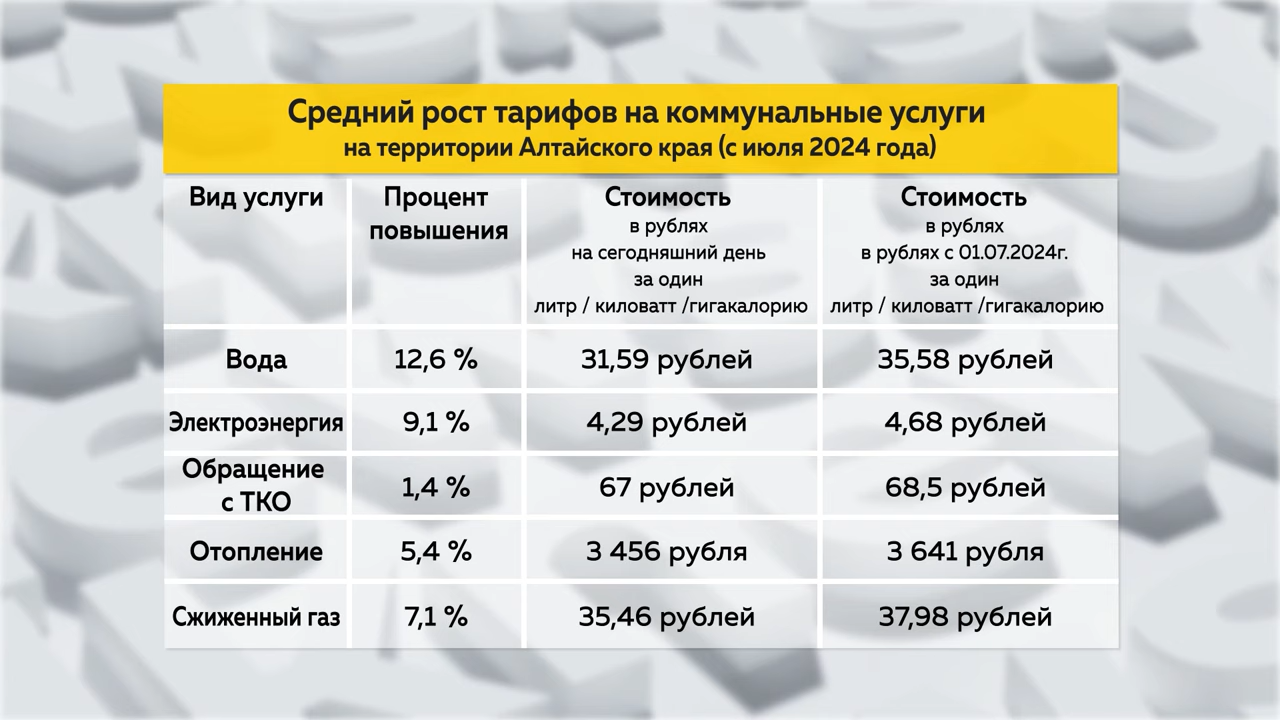 Средний рост тарифов на коммунальные услуги
на территории Алтайского края (с июля 2024 года)
Вид услуги
Процент
повышения
Стоимость
в рублях
на сегодняшний день
за один
литр / киловатт /гигакалорию
Стоимость
в рублях
в рублях с 01.07.2024г.
за один
литр / киловатт /гигакалорию
Вода
12,6 %
31,59 рублей
35,58 рублей
Электроэнергия
9,1 %
4,29 рублей
4,68 рублей
Обращение
с ТКО
1,4 %
67 рублей
68,5 рублей
Отопление
5,4 %
3 456 рубля
3 641 рубля
Сжиженный газ
7,1 %
35,46 рублей
37,98 рублей